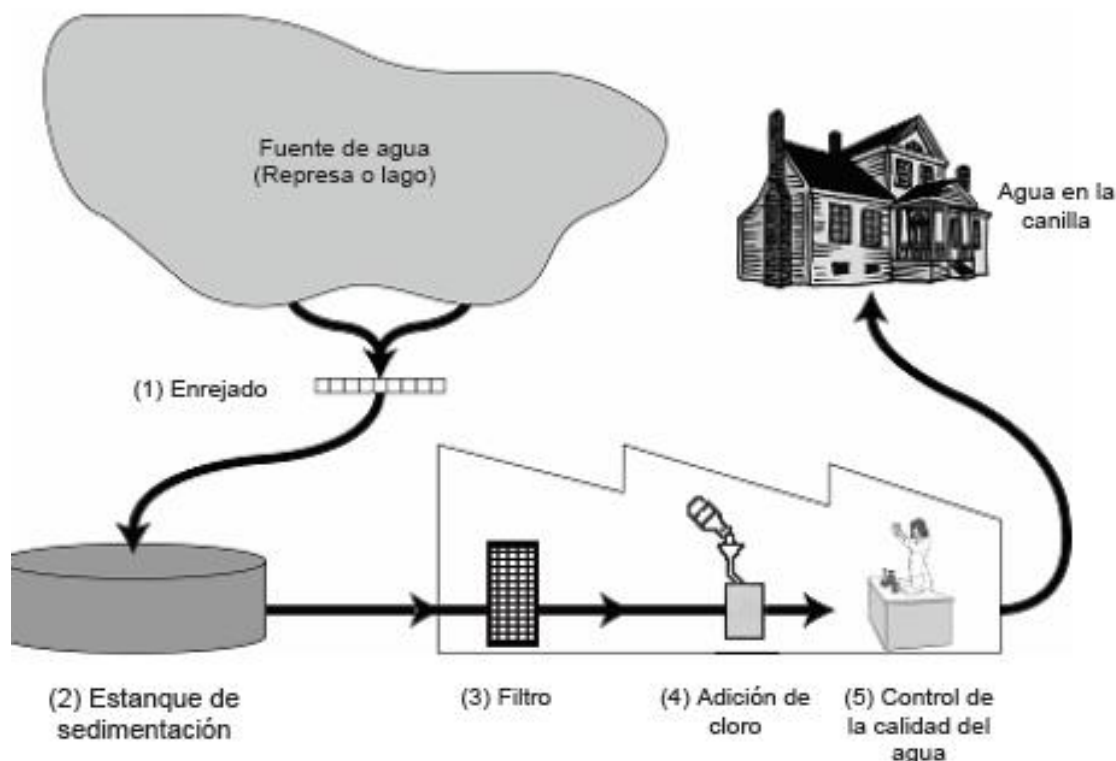 Fuente de agua
(Represa o lago)
Agua en la
canilla
(1) Enrejado
(2) Estanque de
sedimentación
(3) Filtro
(4) Adición de
cloro
(5) Control de
la calidad del
agua